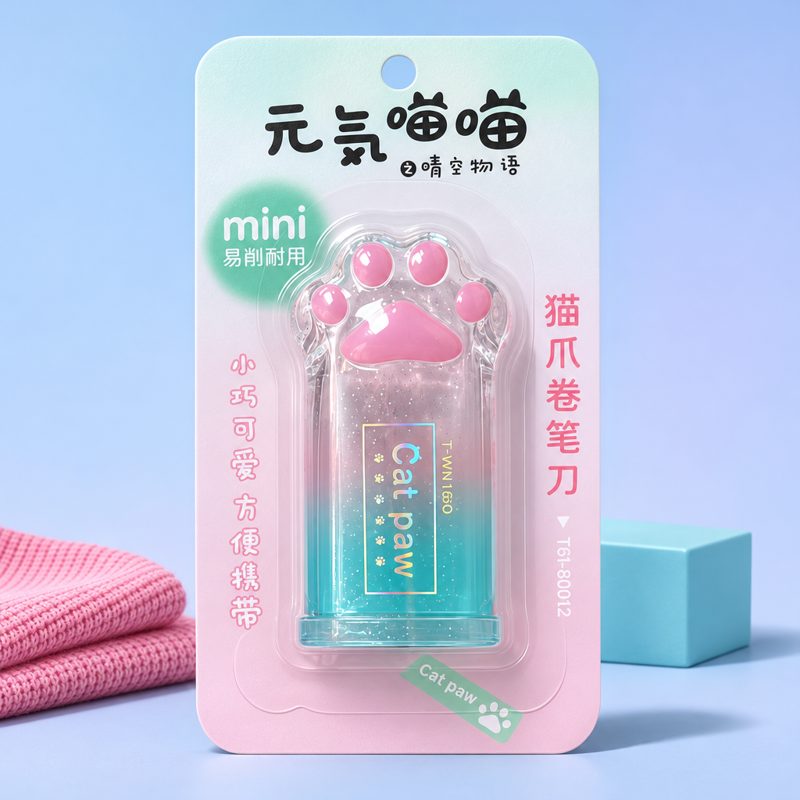 元气喵喵
之晴空物语
mini
易削耐用
猫爪卷笔刀
T61-80012
小巧可爱 方便携带
T-WN1660
Cat paw
Cat paw